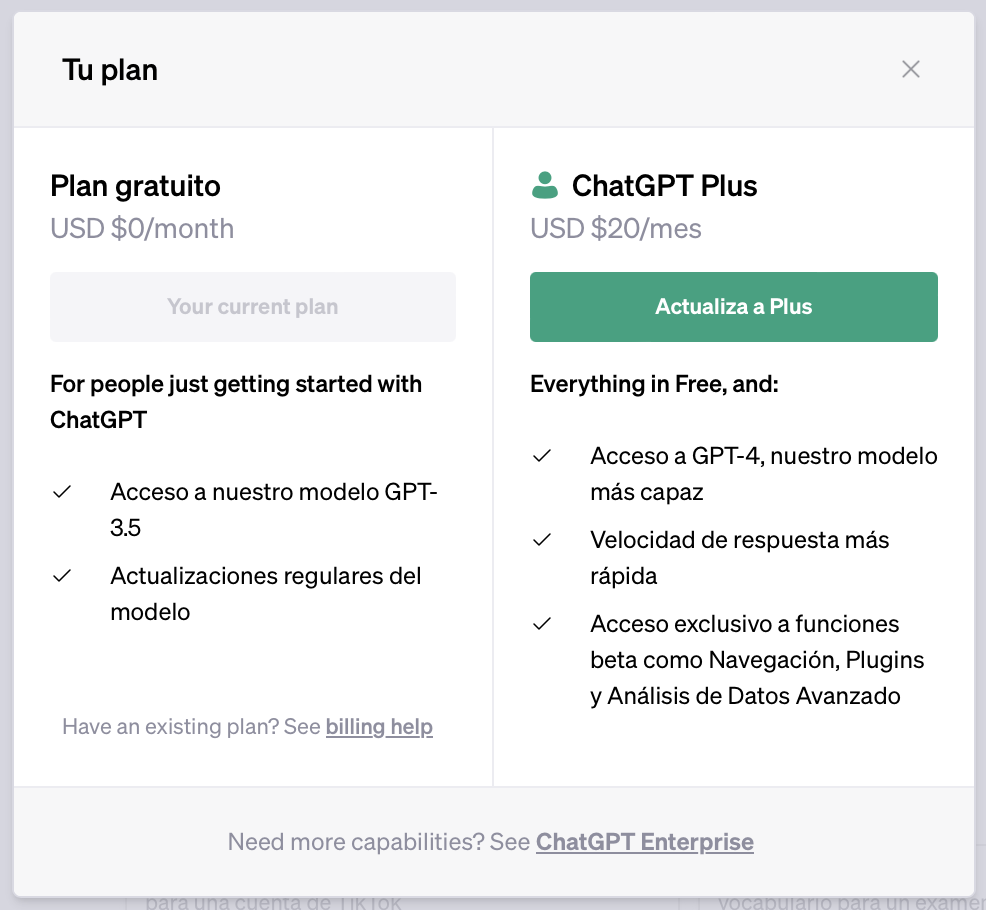 Tu plan
Plan gratuito
USD $0/month
Your current plan
For people just getting started with
ChatGPT
Acceso a nuestro modelo GPT-
3.5
Actualizaciones regulares del
modelo
Have an existing plan? See billing help
ChatGPT Plus
USD $20/mes
Actualiza a Plus
Everything in Free, and:
Acceso a GPT-4, nuestro modelo
más capaz
Velocidad de respuesta más
rápida
Acceso exclusivo a funciones
beta como Navegación, Plugins
y Análisis de Datos Avanzado
Need more capabilities? See ChatGPT Enterprise
para una cuenta de TikTok
vocabulario para un examen